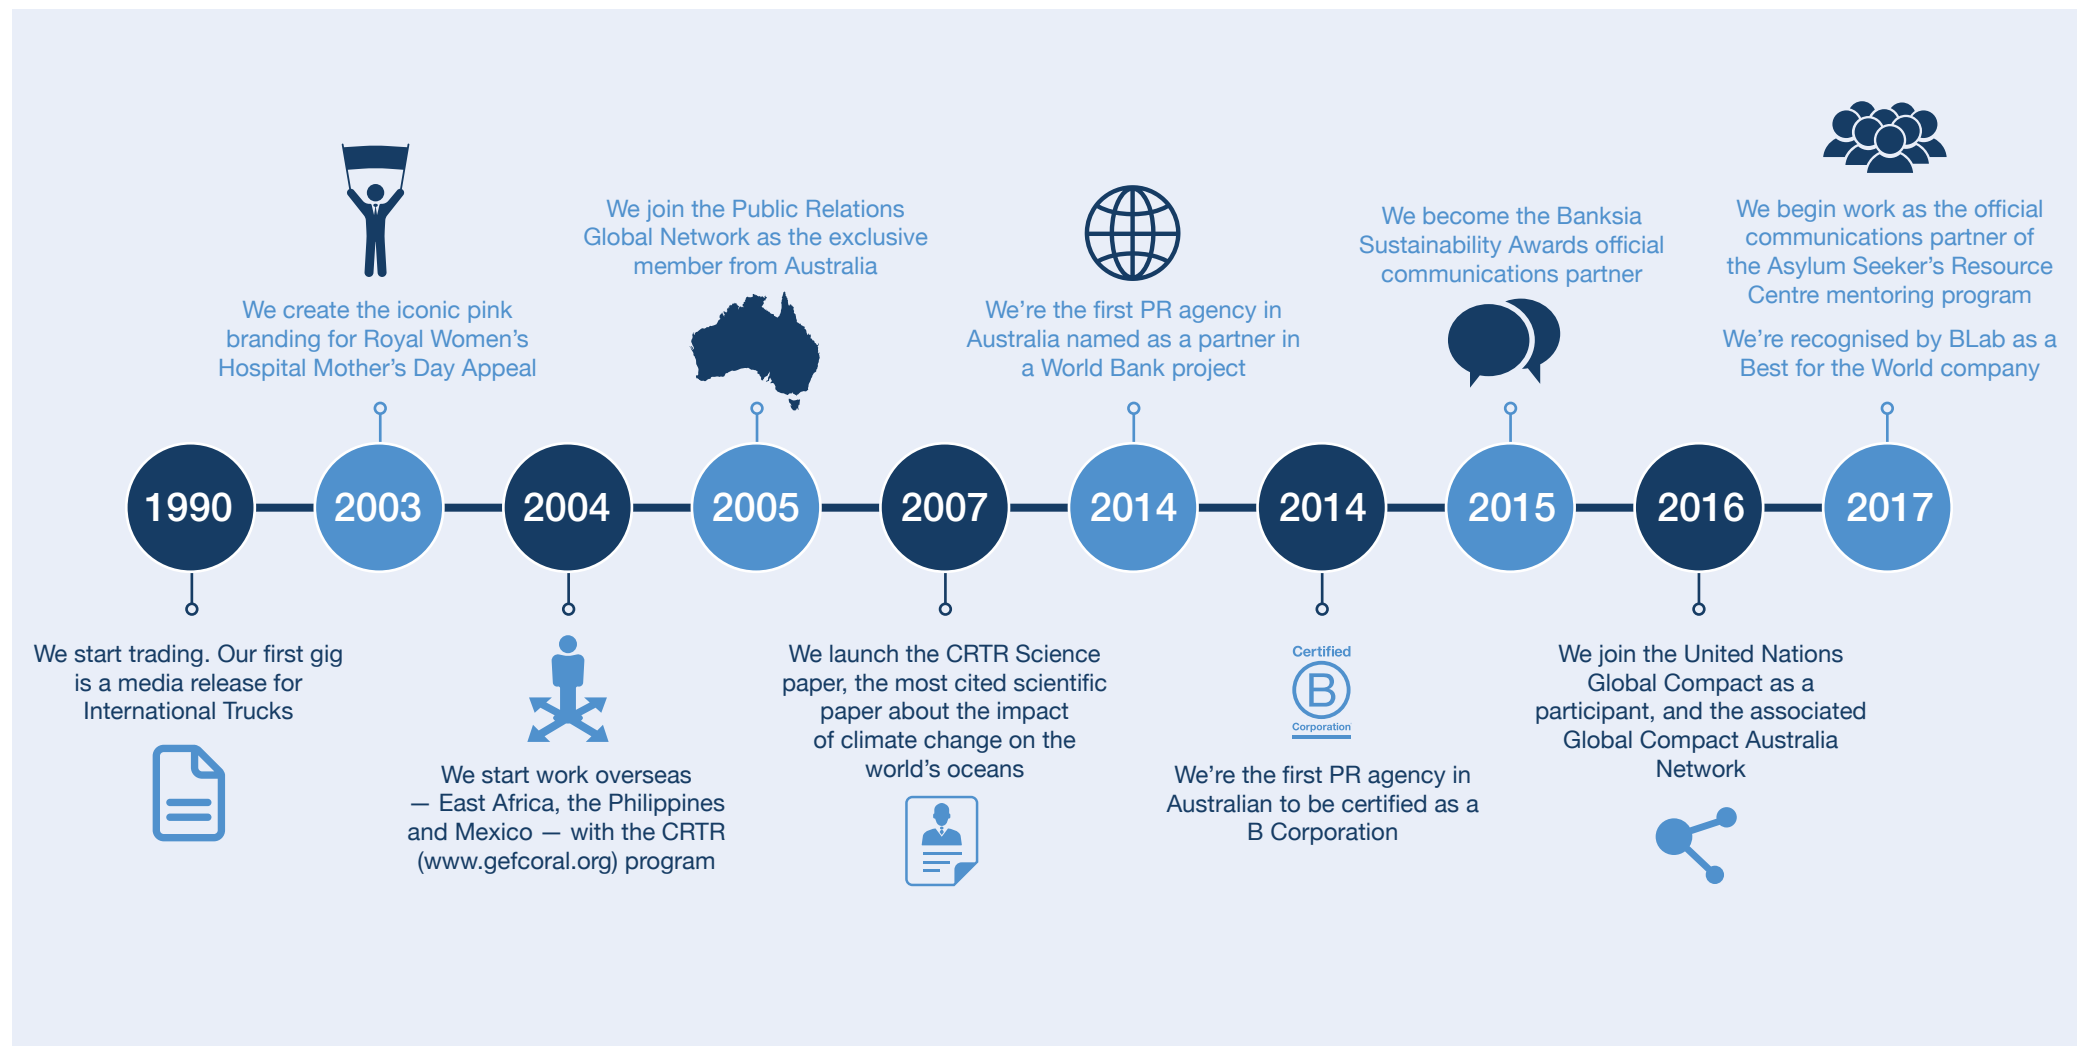 We create the iconic pink
branding for Royal Women's
Hospital Mother's Day Appeal
We join the Public Relations
Global Network as the exclusive
member from Australia
We're the first PR agency in
Australia named as a partner in
a World Bank project
We become the Banksia
Sustainability Awards official
communications partner
We begin work as the official
communications partner of
the Asylum Seeker's Resource
Centre mentoring program
We're recognised by BLab as a
Best for the World company
1990
2003
2004
2005
2007
2014
2014
2015
2016
2017
We start trading. Our first gig
is a media release for
International Trucks
We start work overseas
— East Africa, the Philippines
and Mexico — with the CRTR
(www.gefcoral.org) program
We launch the CRTR Science
paper, the most cited scientific
paper about the impact
of climate change on the
world's oceans
Certified
B
Corporation
We're the first PR agency in
Australian to be certified as a
B Corporation
We join the United Nations
Global Compact as a
participant, and the associated
Global Compact Australia
Network